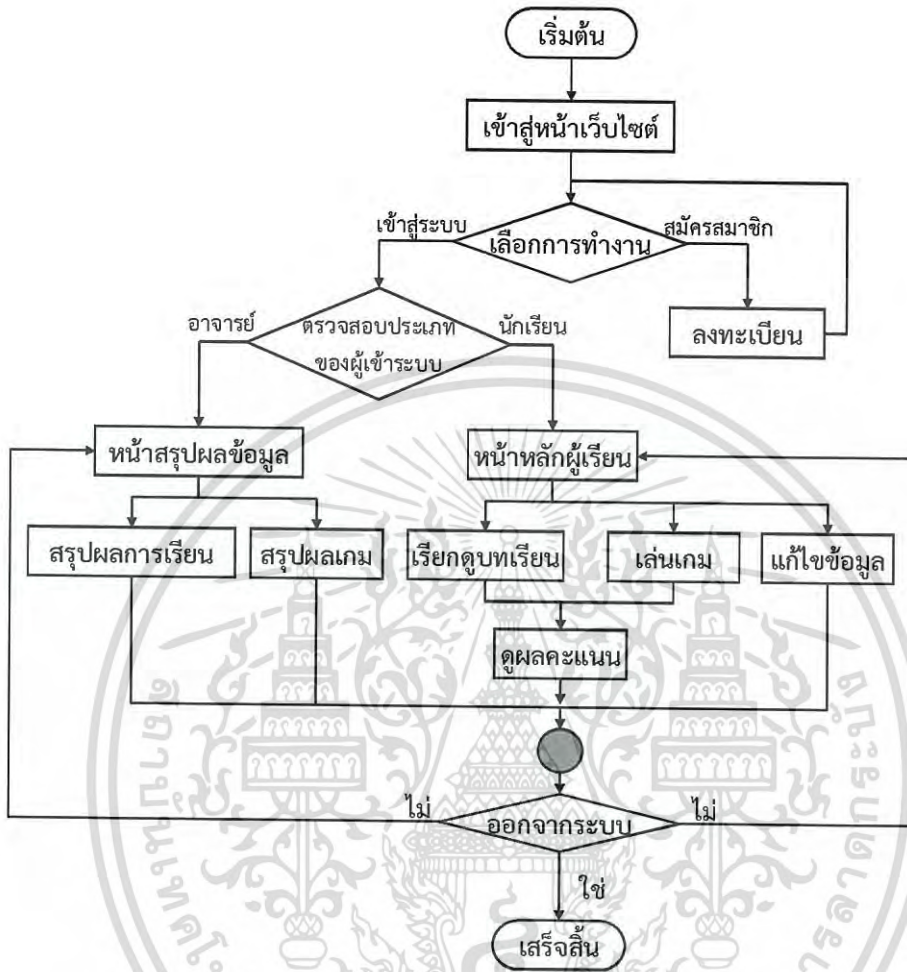 เริ่มต้น
เข้าสู่หน้าเว็บไซต์
เข้าสู่ระบบ
เลือกการทำงาน
สมัครสมาชิก
ลงทะเบียน
อาจารย์
ตรวจสอบประเภท
ของผู้เข้าระบบ
นักเรียน
หน้าสรุปผลข้อมูล
หน้าหลักผู้เรียน
สรุปผลการเรียน
สรุปผลเกม
เรียกดูบทเรียน
เล่นเกม
แก้ไขข้อมูล
ดูผลคะแนน
ไม่
ออกจากระบบ
ไม่
ใช่
เสร็จสิ้น